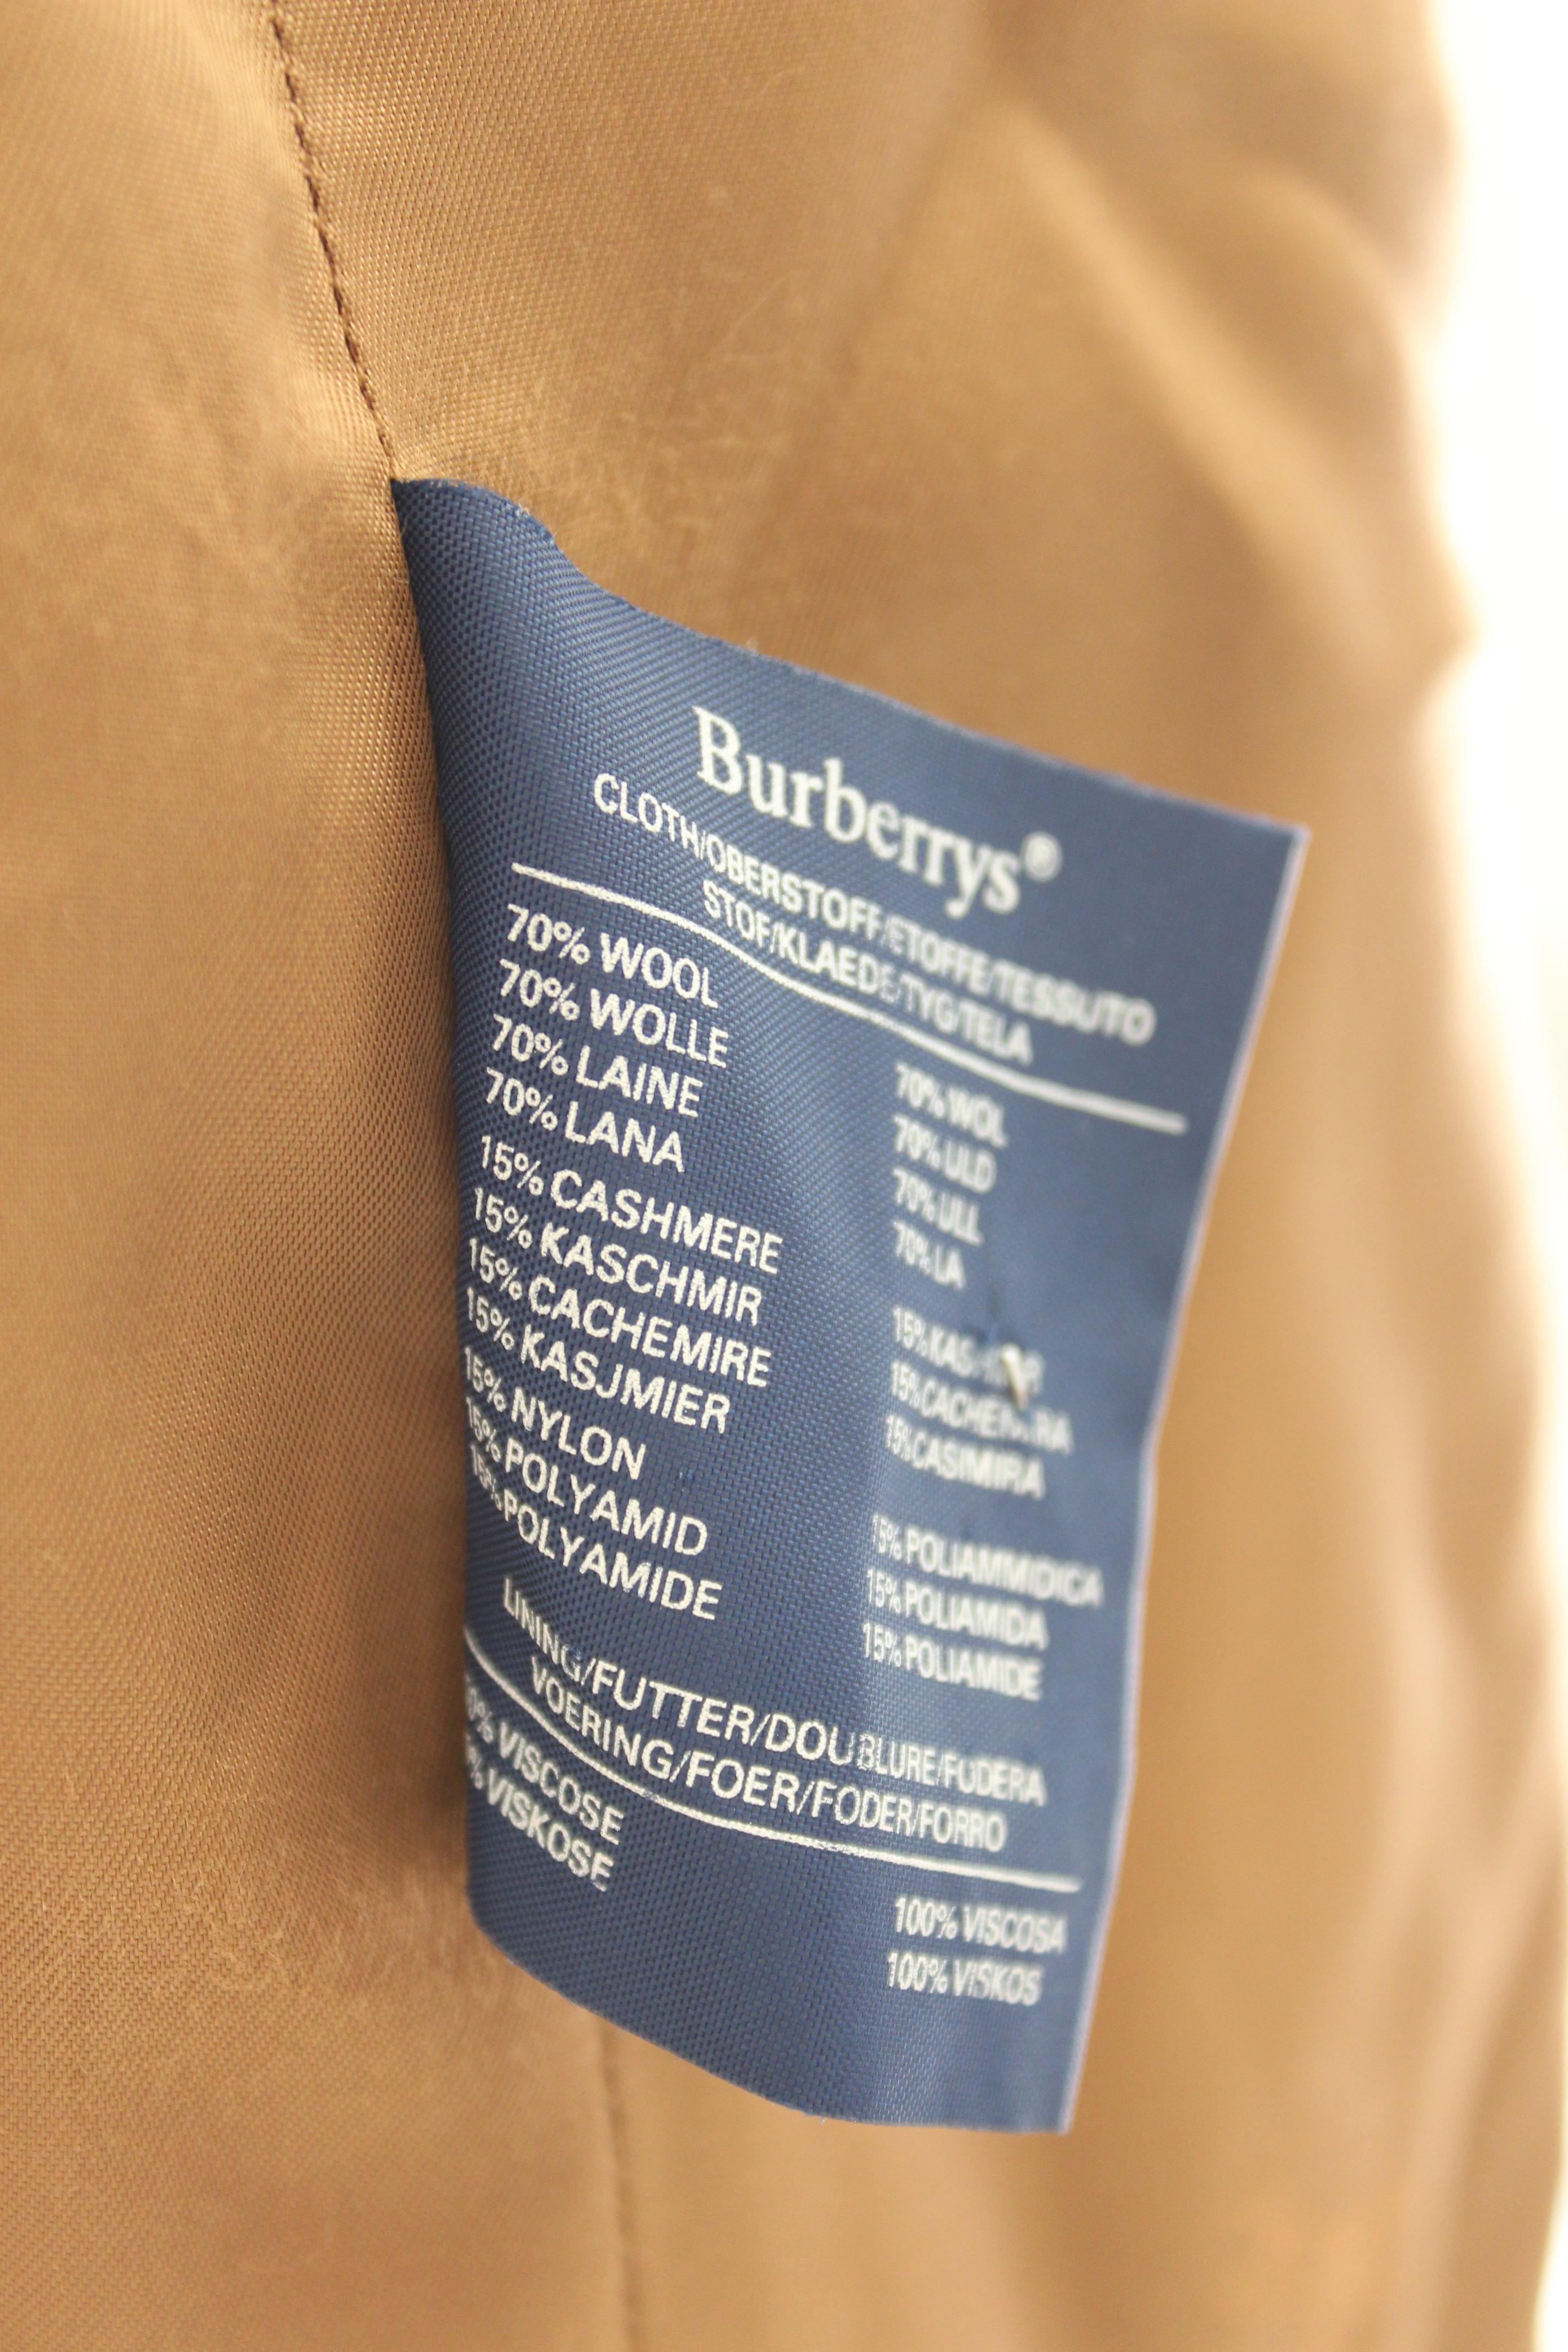 Burberrys®
CLOTH/OBERSTOFF/ETOFFE/TESSUTO
STOF/KLAEDE/TYG/TELA
70% WOOL
70% WOLLE
70% LAINE
70% LANA
15% CASHMERE
15% KASCHMIR
15% CACHEMIRE
15% KASJMIER
15% NYLON
15% POLYAMID
15% POLYAMIDE
70% WOL
70% ULD
70% ULL
70% LA
15%
15%
15% CASIMIRA
15% POLIAMMIDICA
15% POLIAMIDA
15% POLIAMIDE
LINING/FUTTER/DOUBLURE/FODERA
VOERING/FOER/FODER/FORRO
VISCOSE
VISKOSE
100% VISCOSA
100% VISKOS